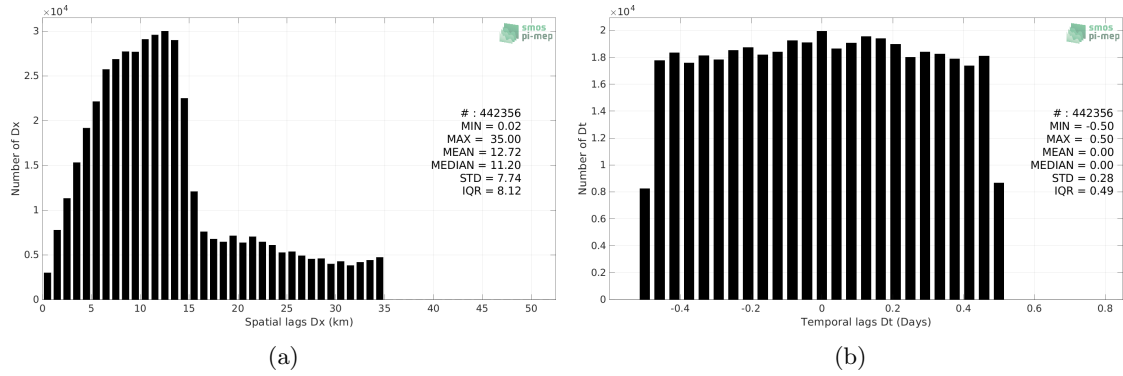 ×10⁴
3
2.5
2
1.5
1
0.5
0
Number of Dx
0 5 10 15 20 25 30 35 40 45 50
Spatial lags Dx (km)
smos
pi-mep
# : 442356
MIN = 0.02
MAX = 35.00
MEAN = 12.72
MEDIAN = 11.20
STD = 7.74
IQR = 8.12
(a)
×10⁴
2
1.8
1.6
1.4
1.2
1
0.8
0.6
0.4
0.2
0
Number of Dt
-0.4 -0.2 0 0.2 0.4 0.6 0.8
Temporal lags Dt (Days)
smos
pi-mep
# : 442356
MIN = -0.50
MAX = 0.50
MEAN = 0.00
MEDIAN = 0.00
STD = 0.28
IQR = 0.49
(b)